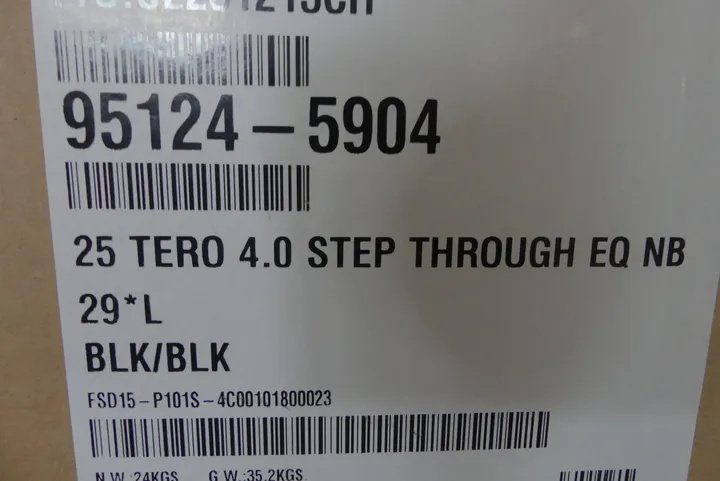 95124-5904
25 TERO 4.0 STEP THROUGH EQ NB
29*L
BLK/BLK
FSD15-P101S-4C00101800023
N.W.:24KGS G.W.:35.2KGS